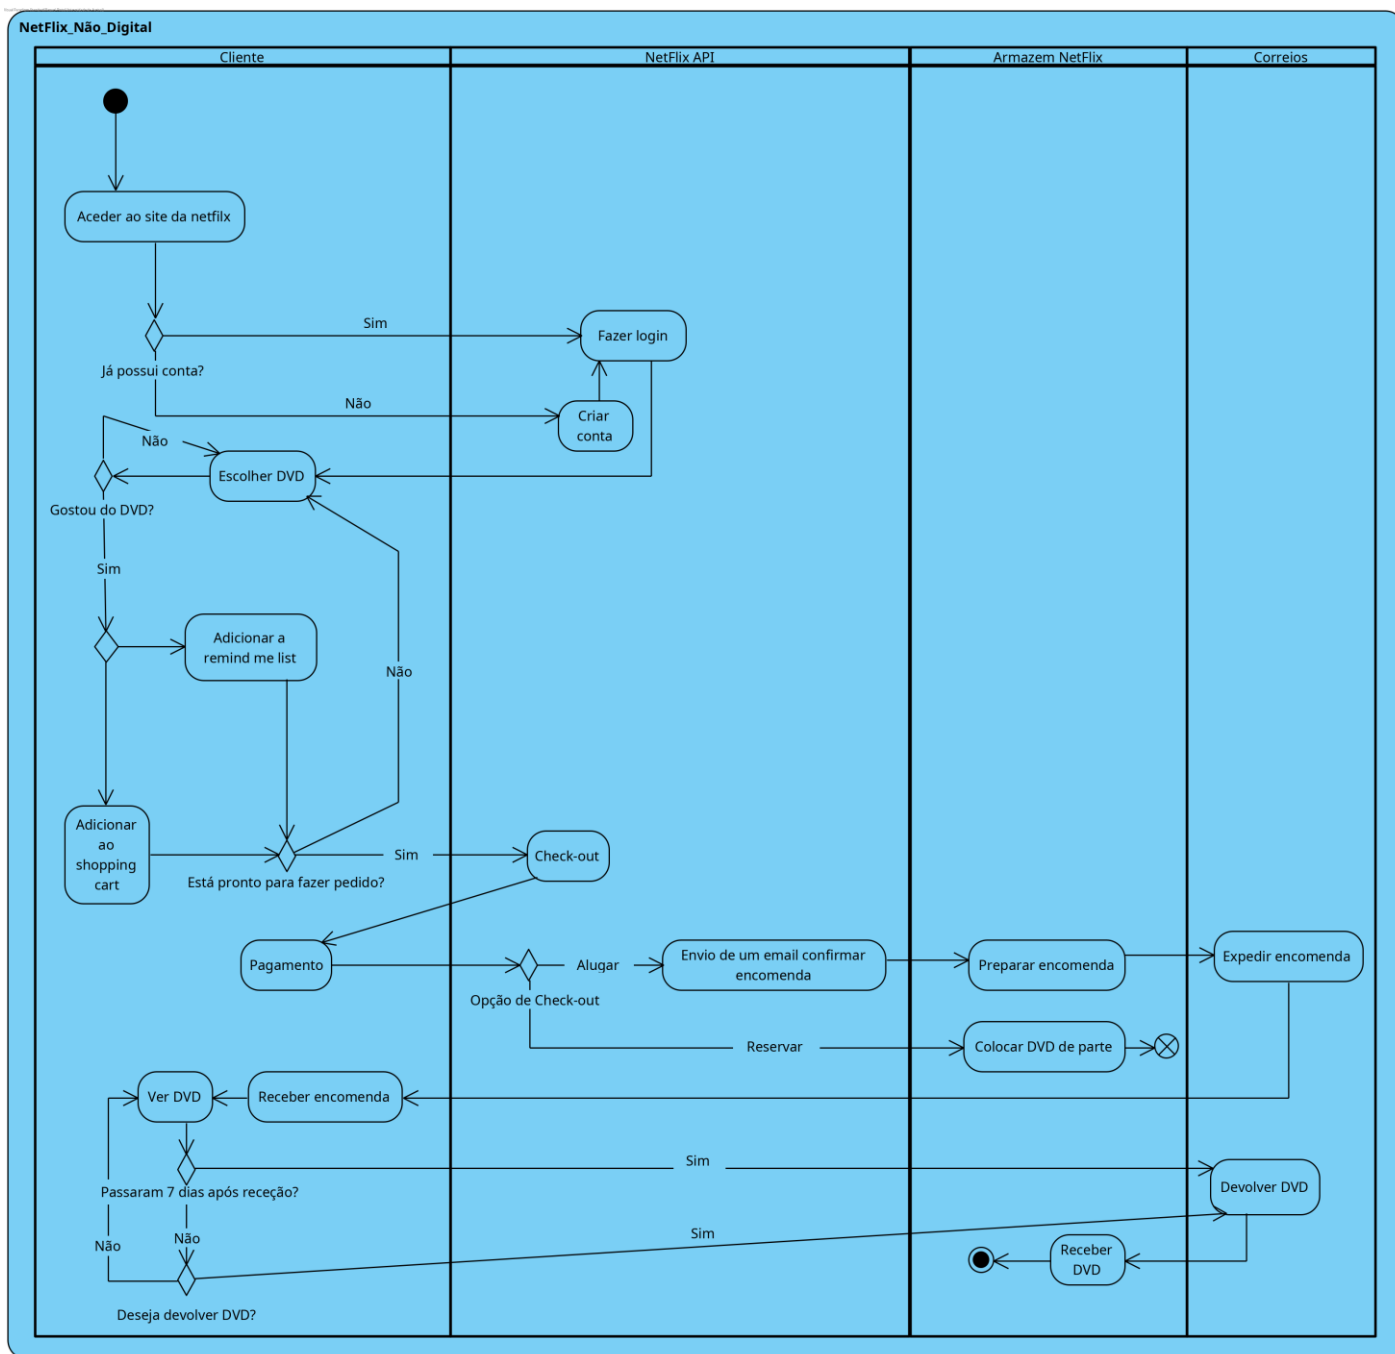 NetFlix_Não_Digital
Cliente
NetFlix API
Armazem NetFlix
Correios
Aceder ao site da netfilx
Sim
Fazer login
Já possui conta?
Não
Criar
conta
Não
Escolher DVD
Gostou do DVD?
Sim
Adicionar a
remind me list
Não
Adicionar
ao
shopping
cart
Sim
Está pronto para fazer pedido?
Check-out
Pagamento
Alugar
Opção de Check-out
Envio de um email confirmar
encomenda
Preparar encomenda
Expedir encomenda
Reservar
Colocar DVD de parte
Ver DVD
Receber encomenda
Sim
Passaram 7 dias após receção?
Devolver DVD
Não
Não
Sim
Receber
DVD
Deseja devolver DVD?